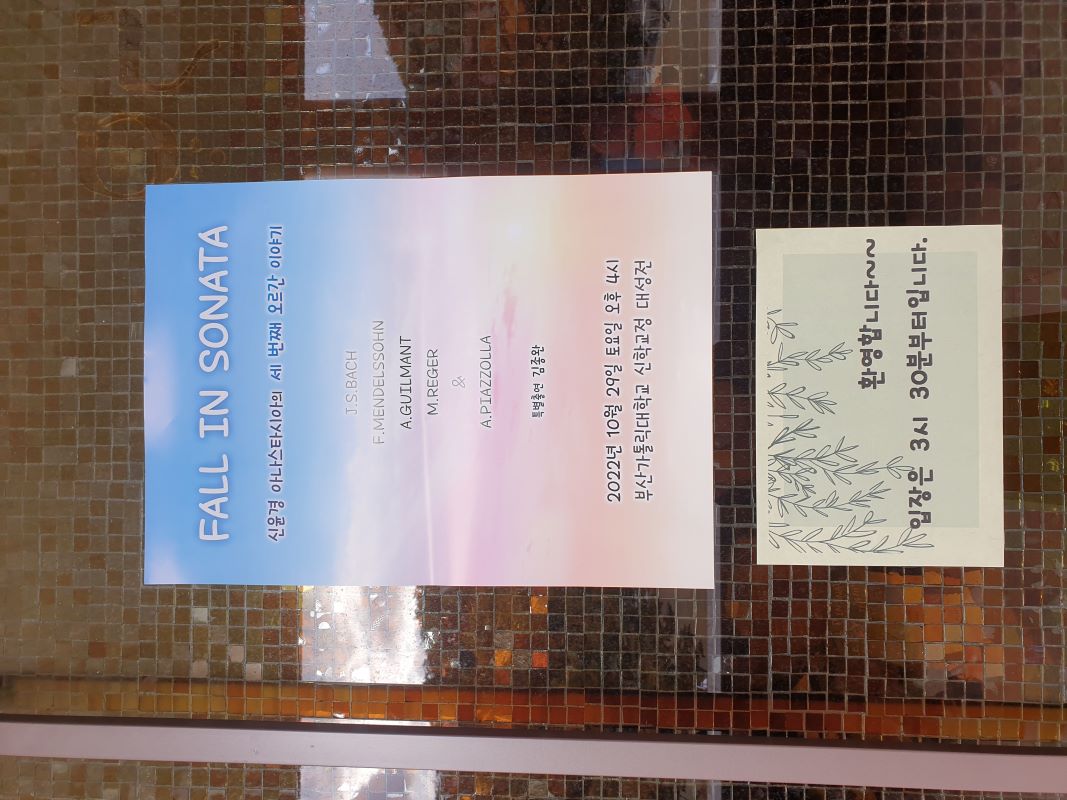 FALL IN SONATA
신윤경 아나스타시아의 세 번째 오르간 이야기
J.S.BACH
F.MENDELSSOHN
A.GUILMANT
M.REGER
&
A.PIAZZOLLA
특별출연 김종완
2022년 10월 29일 토요일 오후 4시
부산가톨릭대학교 신학교정 대성전
환영합니다~~
입장은 3시 30분부터입니다.